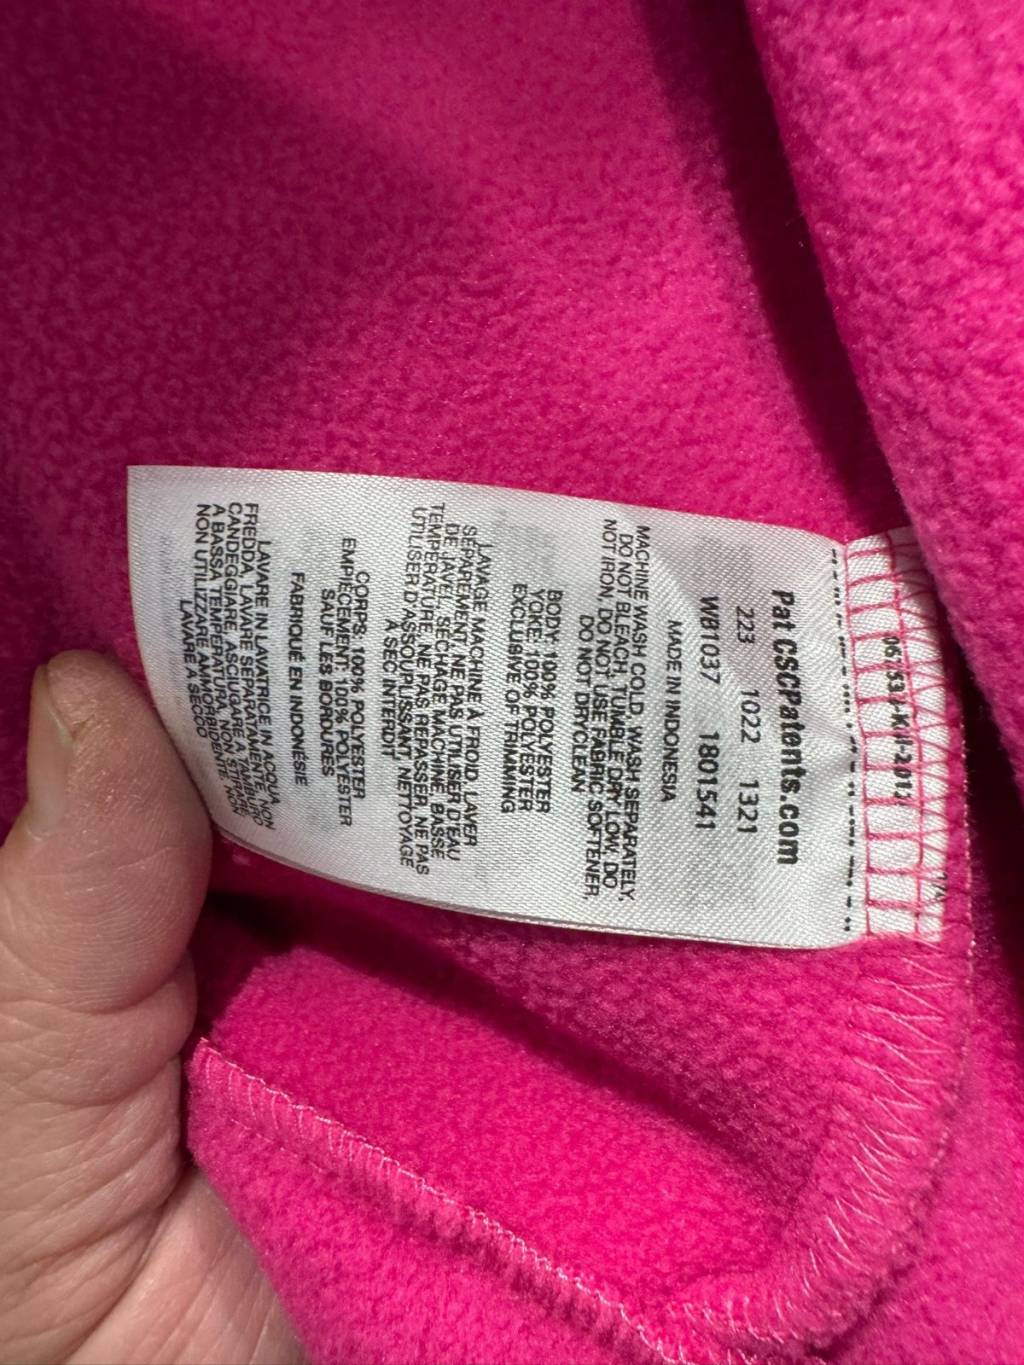 Pat CSCPatents.com
223 1022 1321
WB1037 1801541
MADE IN INDONESIA
MACHINE WASH COLD, WASH SEPARATELY,
DO NOT BLEACH, TUMBLE DRY LOW, DO
NOT IRON, DO NOT USE FABRIC SOFTENER,
DO NOT DRYCLEAN
BODY: 100% POLYESTER
YOKE: 100% POLYESTER
EXCLUSIVE OF TRIMMING
LAVAGE MACHINE À FROID, LAVER
SÉPARÉMENT, NE PAS UTILISER D'EAU
DE JAVEL, SÉCHAGE MACHINE, BASSE
TEMPÉRATURE, NE PAS REPASSER, NE PAS
UTILISER D'ASSOUPLISSANT, NETTOYAGE
À SEC INTERDIT
CORPS: 100% POLYESTER
EMPIÈCEMENT: 100% POLYESTER
SAUF LES BORDURES
FABRIQUÉ EN INDONÉSIE
LAVARE IN LAVATRICE IN ACQUA
FREDDA, LAVARE SEPARATAMENTE, NON
CANDEGGIARE, ASCIUGARE A TAMBURO
A BASSA TEMPERATURA, NON STIRARE,
NON UTILIZZARE AMMORBIDENTE, NON
LAVARE A SECCO